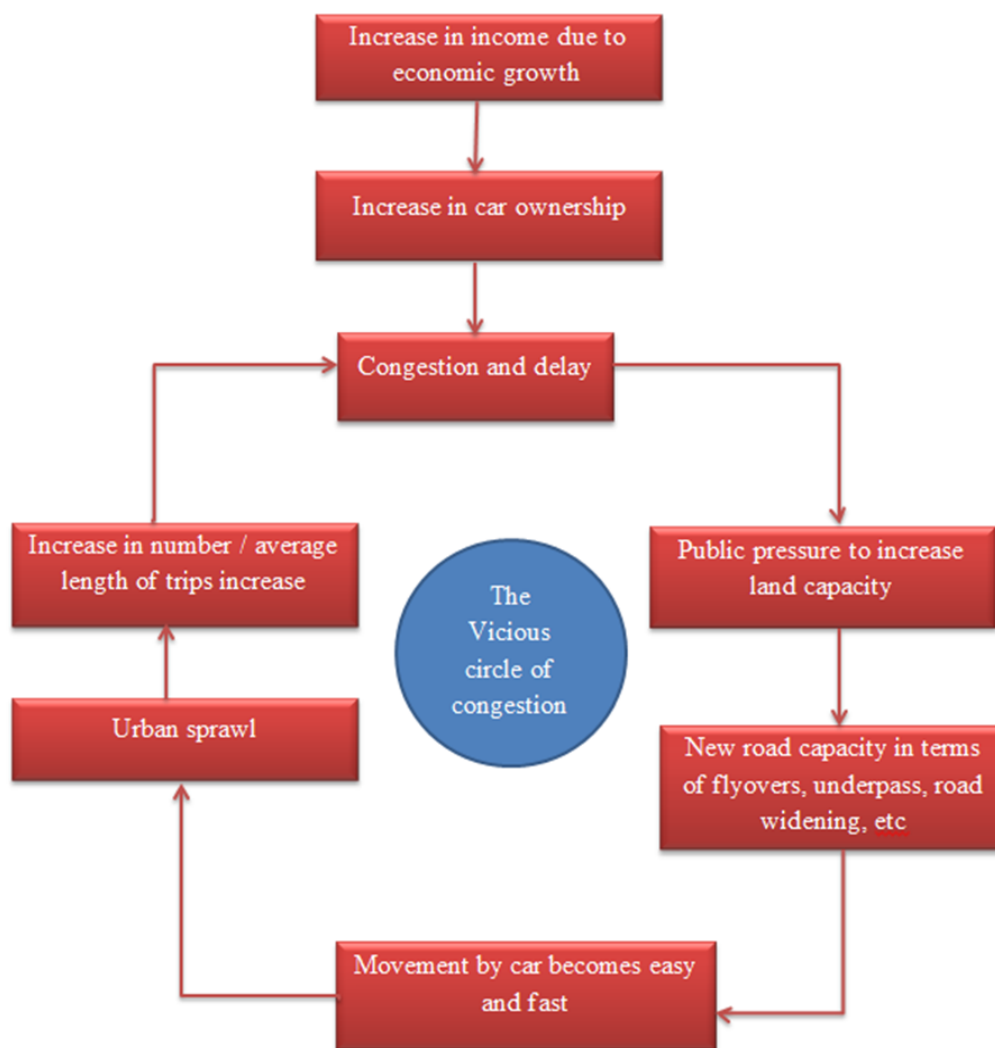 Increase in income due to
economic growth
Increase in car ownership
Congestion and delay
Increase in number / average
length of trips increase
Public pressure to increase
land capacity
The
Vicious
circle of
congestion
Urban sprawl
New road capacity in terms
of flyovers, underpass, road
widening, etc
Movement by car becomes easy
and fast